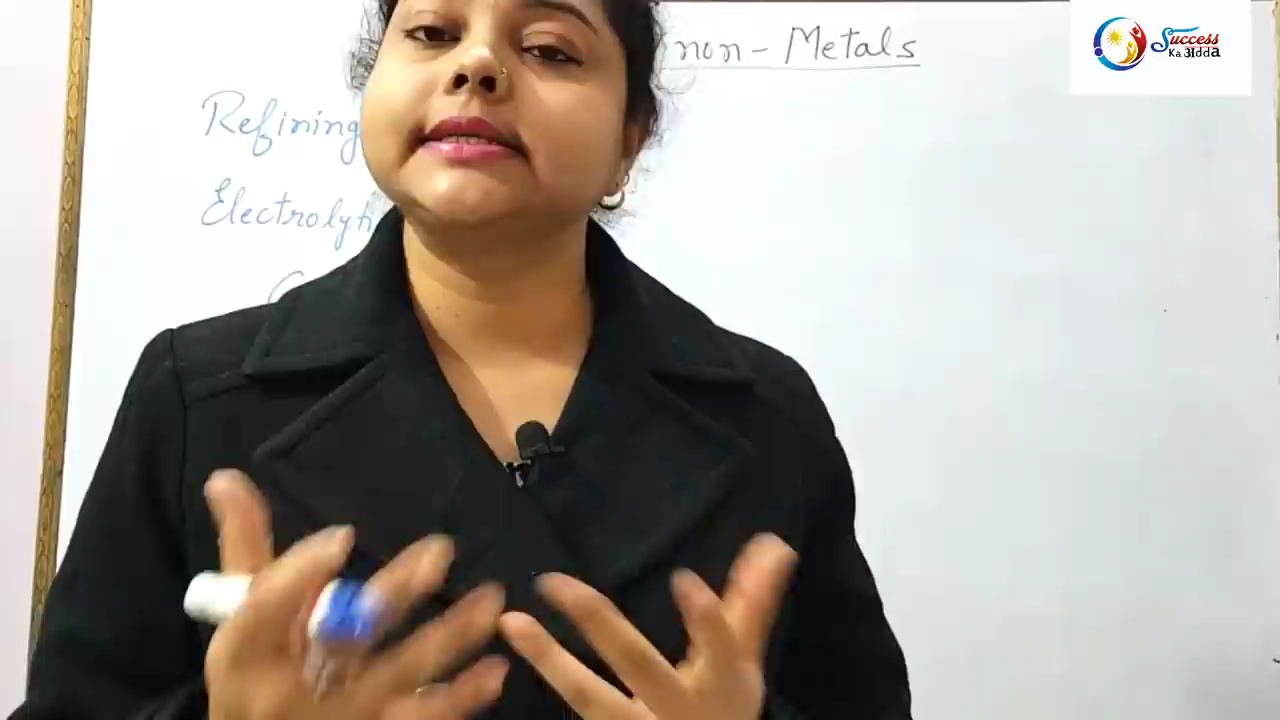 non - Metals
Success
Ka अड्डा
Refining
Electrolyti